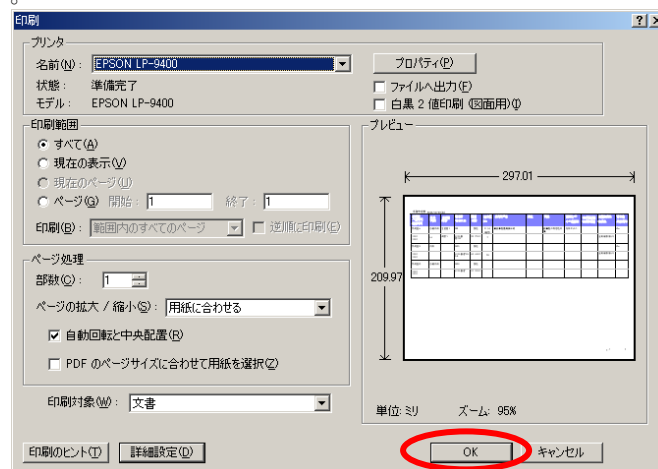 。
印刷
プリンタ
名前(N): EPSON LP-9400 プロパティ(P)
状態: 準備完了 ファイルへ出力(F)
モデル: EPSON LP-9400 白黒 2 値印刷 (図面用)(I)
印刷範囲
すべて(A)
現在の表示(V)
現在のページ(U)
ページ(G) 開始: 1 終了: 1
印刷(B): 範囲内のすべてのページ 逆順に印刷(E)
ページ処理
部数(C): 1
ページの拡大 / 縮小(S): 用紙に合わせる
自動回転と中央配置(R)
PDF のページサイズに合わせて用紙を選択(Z)
印刷対象(W): 文書
プレビュー
297.01
209.97
単位: ミリ ズーム: 95%
印刷のヒント(T) 詳細設定(D) OK キャンセル